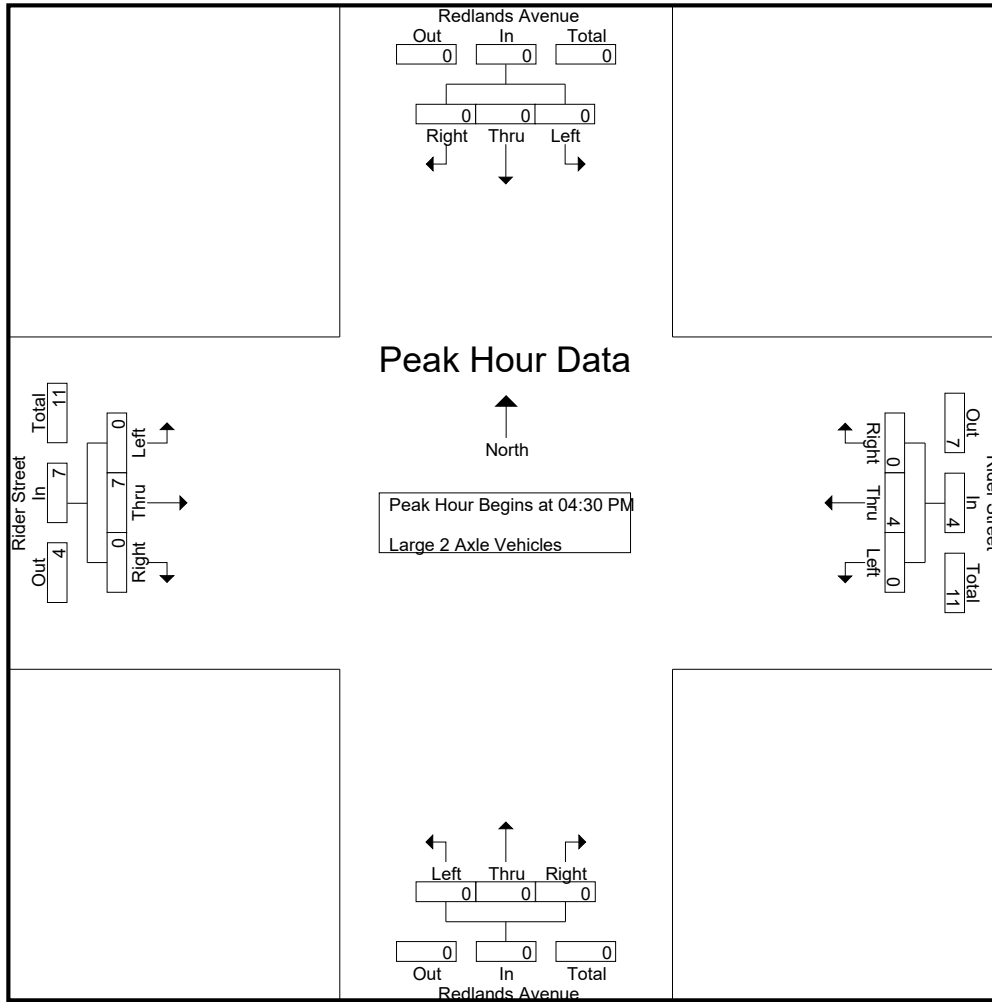 Redlands Avenue
Out In Total
0 0 0
0 0 0
Right Thru Left
Peak Hour Data
North
Peak Hour Begins at 04:30 PM
Large 2 Axle Vehicles
Rider Street
Total In Out
11 7 4
0 7 0
Left Thru Right
Rider Street
Out In Total
7 4 11
0 4 0
Right Thru Left
Left Thru Right
0 0 0
0 0 0
Out In Total
Redlands Avenue